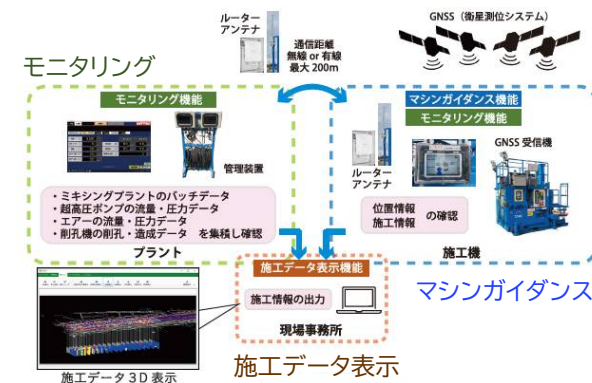 ルーター
アンテナ
通信距離
無線 or 有線
最大 200m
GNSS（衛星測位システム）
モニタリング
モニタリング機能
管理装置
・ミキシングプラントのバッチデータ
・超高圧ポンプの流量・圧力データ
・エアーの流量・圧力データ
・削孔機の削孔・造成データ を集積し確認
プラント
マシンガイダンス機能
モニタリング機能
GNSS 受信機
ルーター
アンテナ
位置情報
施工情報
の確認
施工機
マシンガイダンス
施工データ表示機能
施工情報の出力
現場事務所
施工データ表示
施工データ３D 表示